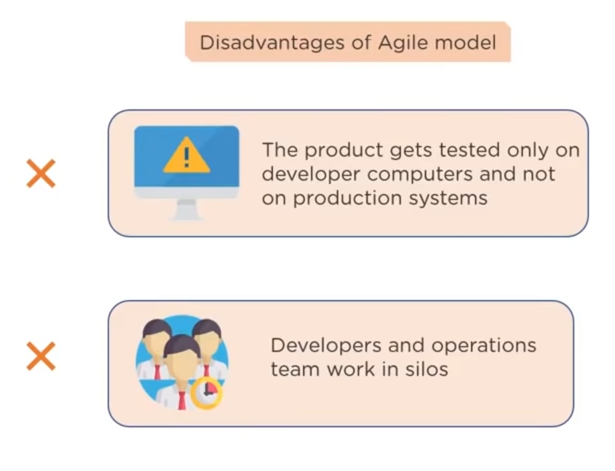 Disadvantages of Agile model
The product gets tested only on
developer computers and not
on production systems
Developers and operations
team work in silos